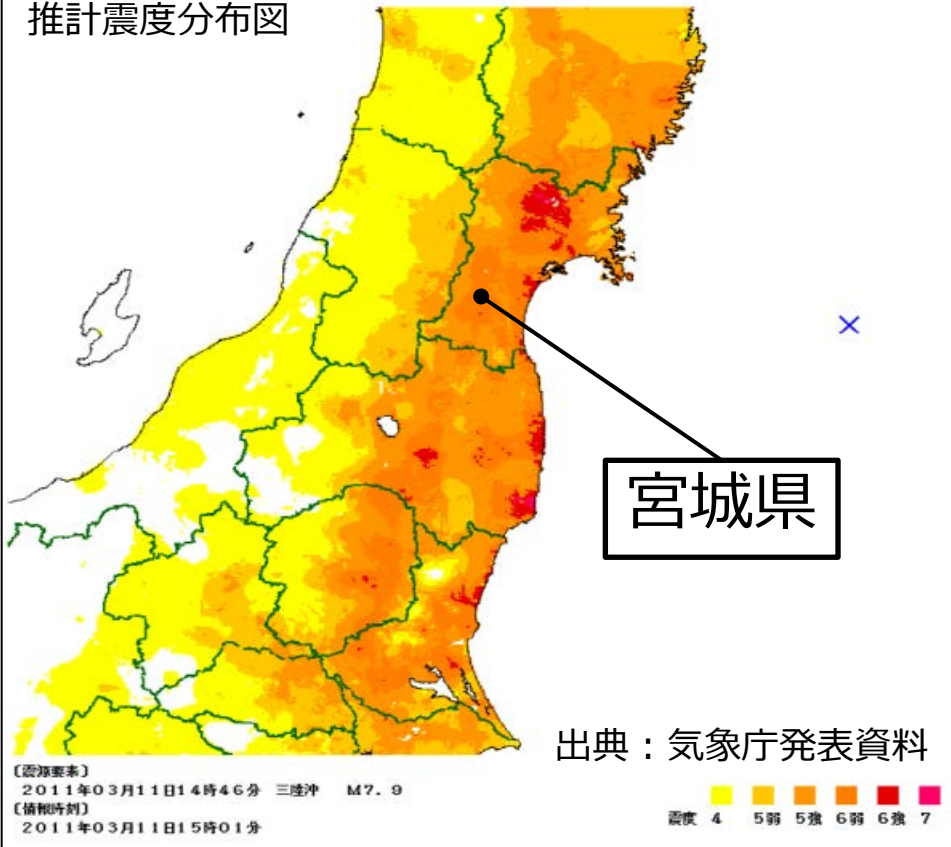 推計震度分布図
宮城県
出典：気象庁発表資料
〔震源要素〕
2011年03月11日14時46分 三陸沖 M7.9
〔情報時刻〕
2011年03月11日15時01分
震度 4 5弱 5強 6弱 6強 7